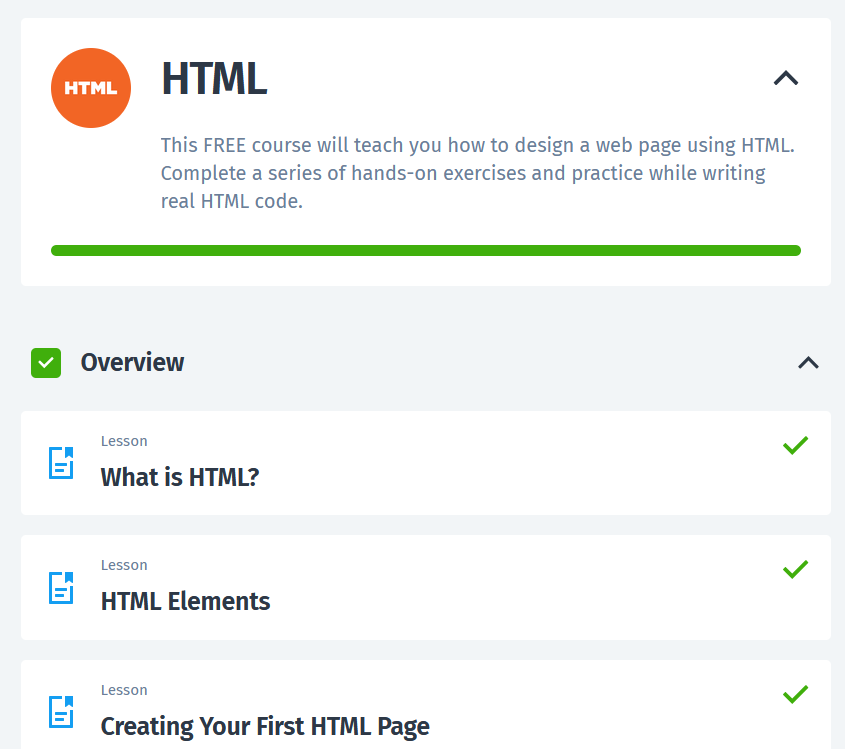 HTML
HTML
This FREE course will teach you how to design a web page using HTML.
Complete a series of hands-on exercises and practice while writing
real HTML code.
Overview
Lesson
What is HTML?
Lesson
HTML Elements
Lesson
Creating Your First HTML Page